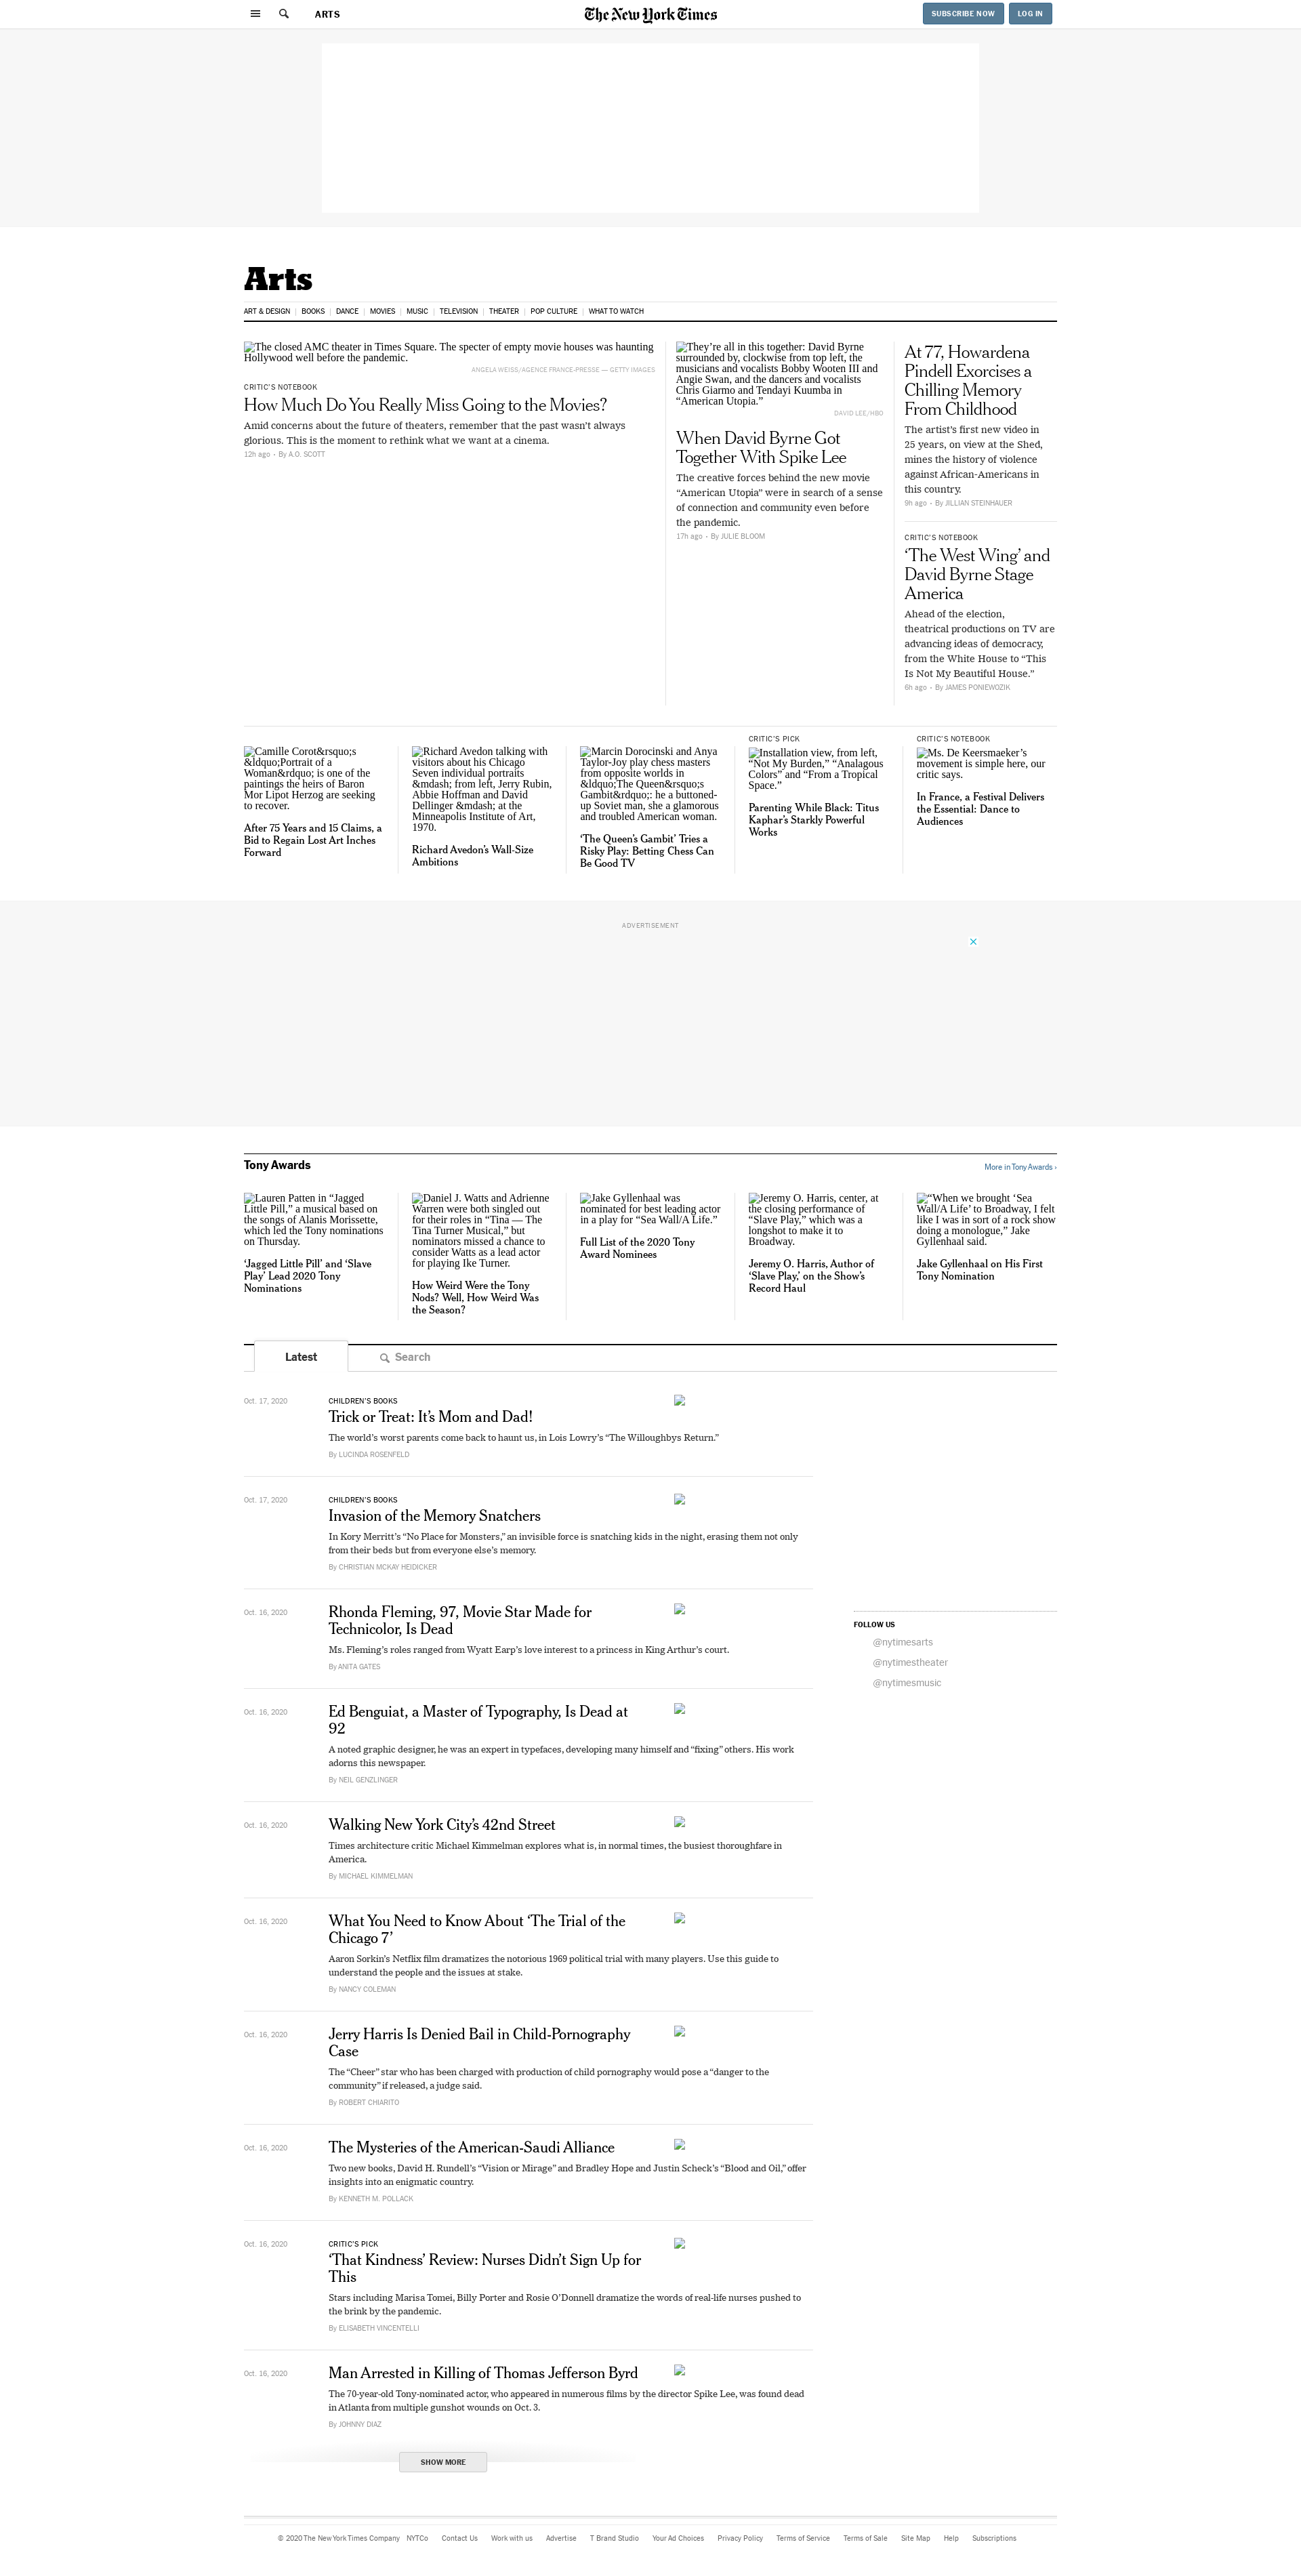 ARTS
The New York Times
SUBSCRIBE NOW
LOG IN
Arts
ART & DESIGN
BOOKS
DANCE
MOVIES
MUSIC
TELEVISION
THEATER
POP CULTURE
WHAT TO WATCH
The closed AMC theater in Times Square. The specter of empty movie houses was haunting
Hollywood well before the pandemic.
ANGELA WEISS/AGENCE FRANCE-PRESSE — GETTY IMAGES
CRITIC'S NOTEBOOK
How Much Do You Really Miss Going to the Movies?
Amid concerns about the future of theaters, remember that the past wasn't always
glorious. This is the moment to rethink what we want at a cinema.
12h ago • By A.O. SCOTT
They’re all in this together: David Byrne
surrounded by, clockwise from top left, the
musicians and vocalists Bobby Wooten III and
Angie Swan, and the dancers and vocalists
Chris Giarmo and Tendayi Kuumba in
“American Utopia.”
DAVID LEE/HBO
When David Byrne Got
Together With Spike Lee
The creative forces behind the new movie
“American Utopia” were in search of a sense
of connection and community even before
the pandemic.
17h ago • By JULIE BLOOM
At 77, Howardena
Pindell Exorcises a
Chilling Memory
From Childhood
The artist’s first new video in
25 years, on view at the Shed,
mines the history of violence
against African-Americans in
this country.
9h ago • By JILLIAN STEINHAUER
CRITIC'S NOTEBOOK
‘The West Wing’ and
David Byrne Stage
America
Ahead of the election,
theatrical productions on TV are
advancing ideas of democracy,
from the White House to “This
Is Not My Beautiful House.”
6h ago • By JAMES PONIEWOZIK
Camille Corot&rsquo;s
&ldquo;Portrait of a
Woman&rdquo; is one of the
paintings the heirs of Baron
Mor Lipot Herzog are seeking
to recover.
After 75 Years and 15 Claims, a
Bid to Regain Lost Art Inches
Forward
Richard Avedon talking with
visitors about his Chicago
Seven individual portraits
&mdash; from left, Jerry Rubin,
Abbie Hoffman and David
Dellinger &mdash; at the
Minneapolis Institute of Art,
1970.
Richard Avedon’s Wall-Size
Ambitions
Marcin Dorocinski and Anya
Taylor-Joy play chess masters
from opposite worlds in
&ldquo;The Queen&rsquo;s
Gambit&rdquo;: he a buttoned-
up Soviet man, she a glamorous
and troubled American woman.
‘The Queen’s Gambit’ Tries a
Risky Play: Betting Chess Can
Be Good TV
CRITIC'S PICK
Installation view, from left,
“Not My Burden,” “Analagous
Colors” and “From a Tropical
Space.”
Parenting While Black: Titus
Kaphar’s Starkly Powerful
Works
CRITIC'S NOTEBOOK
Ms. De Keersmaeker’s
movement is simple here, our
critic says.
In France, a Festival Delivers
the Essential: Dance to
Audiences
ADVERTISEMENT
Tony Awards
More in Tony Awards ›
Lauren Patten in “Jagged
Little Pill,” a musical based on
the songs of Alanis Morissette,
which led the Tony nominations
on Thursday.
‘Jagged Little Pill’ and ‘Slave
Play’ Lead 2020 Tony
Nominations
Daniel J. Watts and Adrienne
Warren were both singled out
for their roles in “Tina — The
Tina Turner Musical,” but
nominators missed a chance to
consider Watts as a lead actor
for playing Ike Turner.
How Weird Were the Tony
Nods? Well, How Weird Was
the Season?
Jake Gyllenhaal was
nominated for best leading actor
in a play for “Sea Wall/A Life.”
Full List of the 2020 Tony
Award Nominees
Jeremy O. Harris, center, at
the closing performance of
“Slave Play,” which was a
longshot to make it to
Broadway.
Jeremy O. Harris, Author of
‘Slave Play,’ on the Show’s
Record Haul
“When we brought ‘Sea
Wall/A Life’ to Broadway, I felt
like I was in sort of a rock show
doing a monologue,” Jake
Gyllenhaal said.
Jake Gyllenhaal on His First
Tony Nomination
Latest
Search
Oct. 17, 2020
CHILDREN'S BOOKS
Trick or Treat: It’s Mom and Dad!
The world’s worst parents come back to haunt us, in Lois Lowry’s “The Willoughbys Return.”
By LUCINDA ROSENFELD
Oct. 17, 2020
CHILDREN'S BOOKS
Invasion of the Memory Snatchers
In Kory Merritt’s “No Place for Monsters,” an invisible force is snatching kids in the night, erasing them not only
from their beds but from everyone else’s memory.
By CHRISTIAN MCKAY HEIDICKER
Oct. 16, 2020
Rhonda Fleming, 97, Movie Star Made for
Technicolor, Is Dead
Ms. Fleming’s roles ranged from Wyatt Earp’s love interest to a princess in King Arthur’s court.
By ANITA GATES
FOLLOW US
@nytimesarts
@nytimestheater
@nytimesmusic
Oct. 16, 2020
Ed Benguiat, a Master of Typography, Is Dead at
92
A noted graphic designer, he was an expert in typefaces, developing many himself and “fixing” others. His work
adorns this newspaper.
By NEIL GENZLINGER
Oct. 16, 2020
Walking New York City’s 42nd Street
Times architecture critic Michael Kimmelman explores what is, in normal times, the busiest thoroughfare in
America.
By MICHAEL KIMMELMAN
Oct. 16, 2020
What You Need to Know About ‘The Trial of the
Chicago 7’
Aaron Sorkin’s Netflix film dramatizes the notorious 1969 political trial with many players. Use this guide to
understand the people and the issues at stake.
By NANCY COLEMAN
Oct. 16, 2020
Jerry Harris Is Denied Bail in Child-Pornography
Case
The “Cheer” star who has been charged with production of child pornography would pose a “danger to the
community” if released, a judge said.
By ROBERT CHIARITO
Oct. 16, 2020
The Mysteries of the American-Saudi Alliance
Two new books, David H. Rundell’s “Vision or Mirage” and Bradley Hope and Justin Scheck’s “Blood and Oil,” offer
insights into an enigmatic country.
By KENNETH M. POLLACK
Oct. 16, 2020
CRITIC'S PICK
‘That Kindness’ Review: Nurses Didn’t Sign Up for
This
Stars including Marisa Tomei, Billy Porter and Rosie O’Donnell dramatize the words of real-life nurses pushed to
the brink by the pandemic.
By ELISABETH VINCENTELLI
Oct. 16, 2020
Man Arrested in Killing of Thomas Jefferson Byrd
The 70-year-old Tony-nominated actor, who appeared in numerous films by the director Spike Lee, was found dead
in Atlanta from multiple gunshot wounds on Oct. 3.
By JOHNNY DIAZ
SHOW MORE
© 2020 The New York Times Company NYTCo Contact Us Work with us Advertise T Brand Studio Your Ad Choices Privacy Policy Terms of Service Terms of Sale Site Map Help Subscriptions